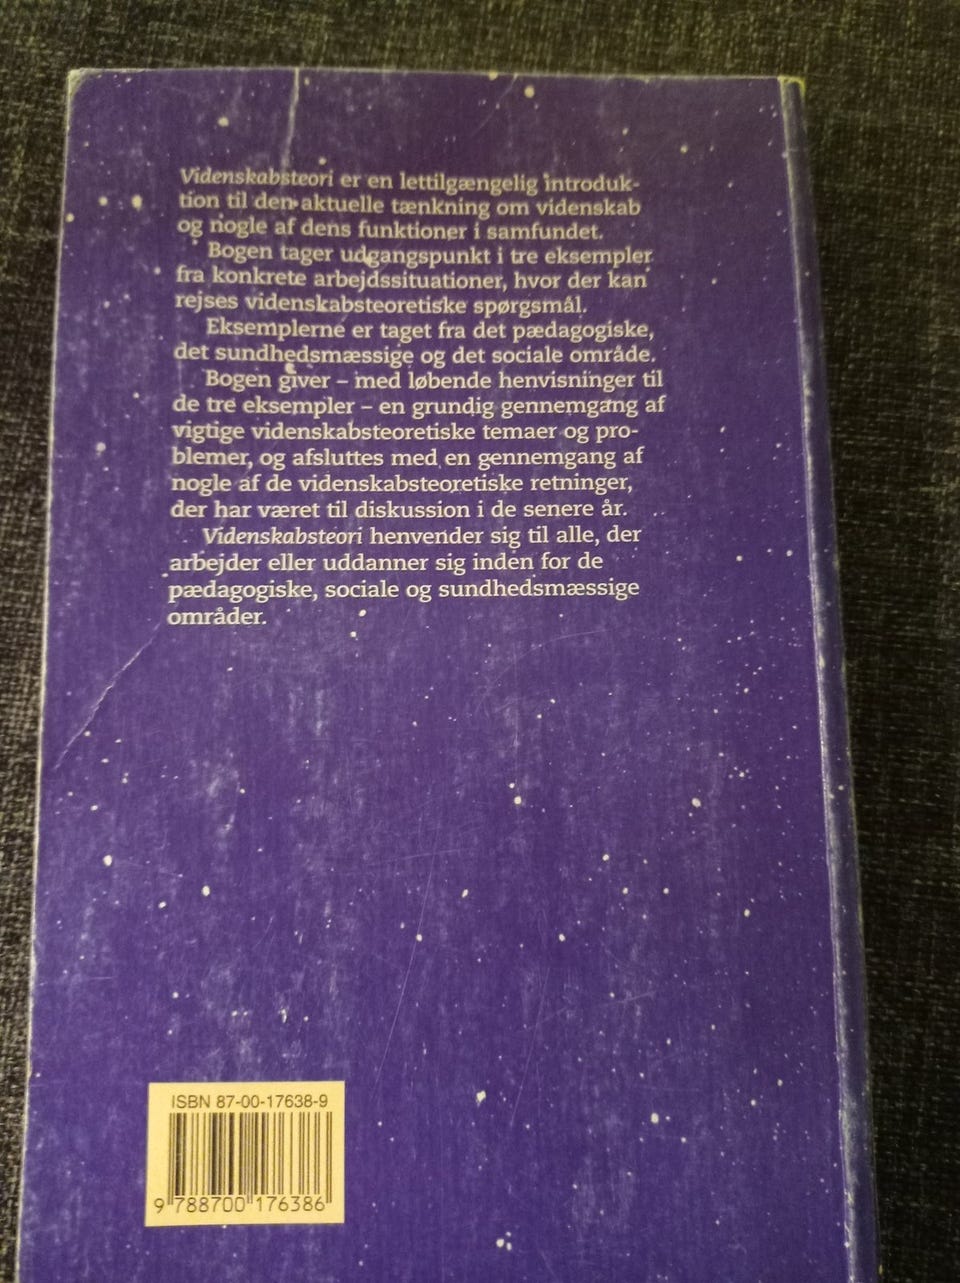 Videnskabsteori er en lettilgængelig introduk-
tion til den aktuelle tænkning om videnskab
og nogle af dens funktioner i samfundet.
Bogen tager udgangspunkt i tre eksempler
fra konkrete arbejdssituationer, hvor der kan
rejses videnskabsteoretiske spørgsmål.
Eksemplerne er taget fra det pædagogiske,
det sundhedsmæssige og det sociale område.
Bogen giver – med løbende henvisninger til
de tre eksempler – en grundig gennemgang af
vigtige videnskabsteoretiske temaer og pro-
blemer, og afsluttes med en gennemgang af
nogle af de videnskabsteoretiske retninger,
der har været til diskussion i de senere år.
Videnskabsteori henvender sig til alle, der
arbejder eller uddanner sig inden for de
pædagogiske, sociale og sundhedsmæssige
områder.
ISBN 87-00-17638-9
9 788700 176386